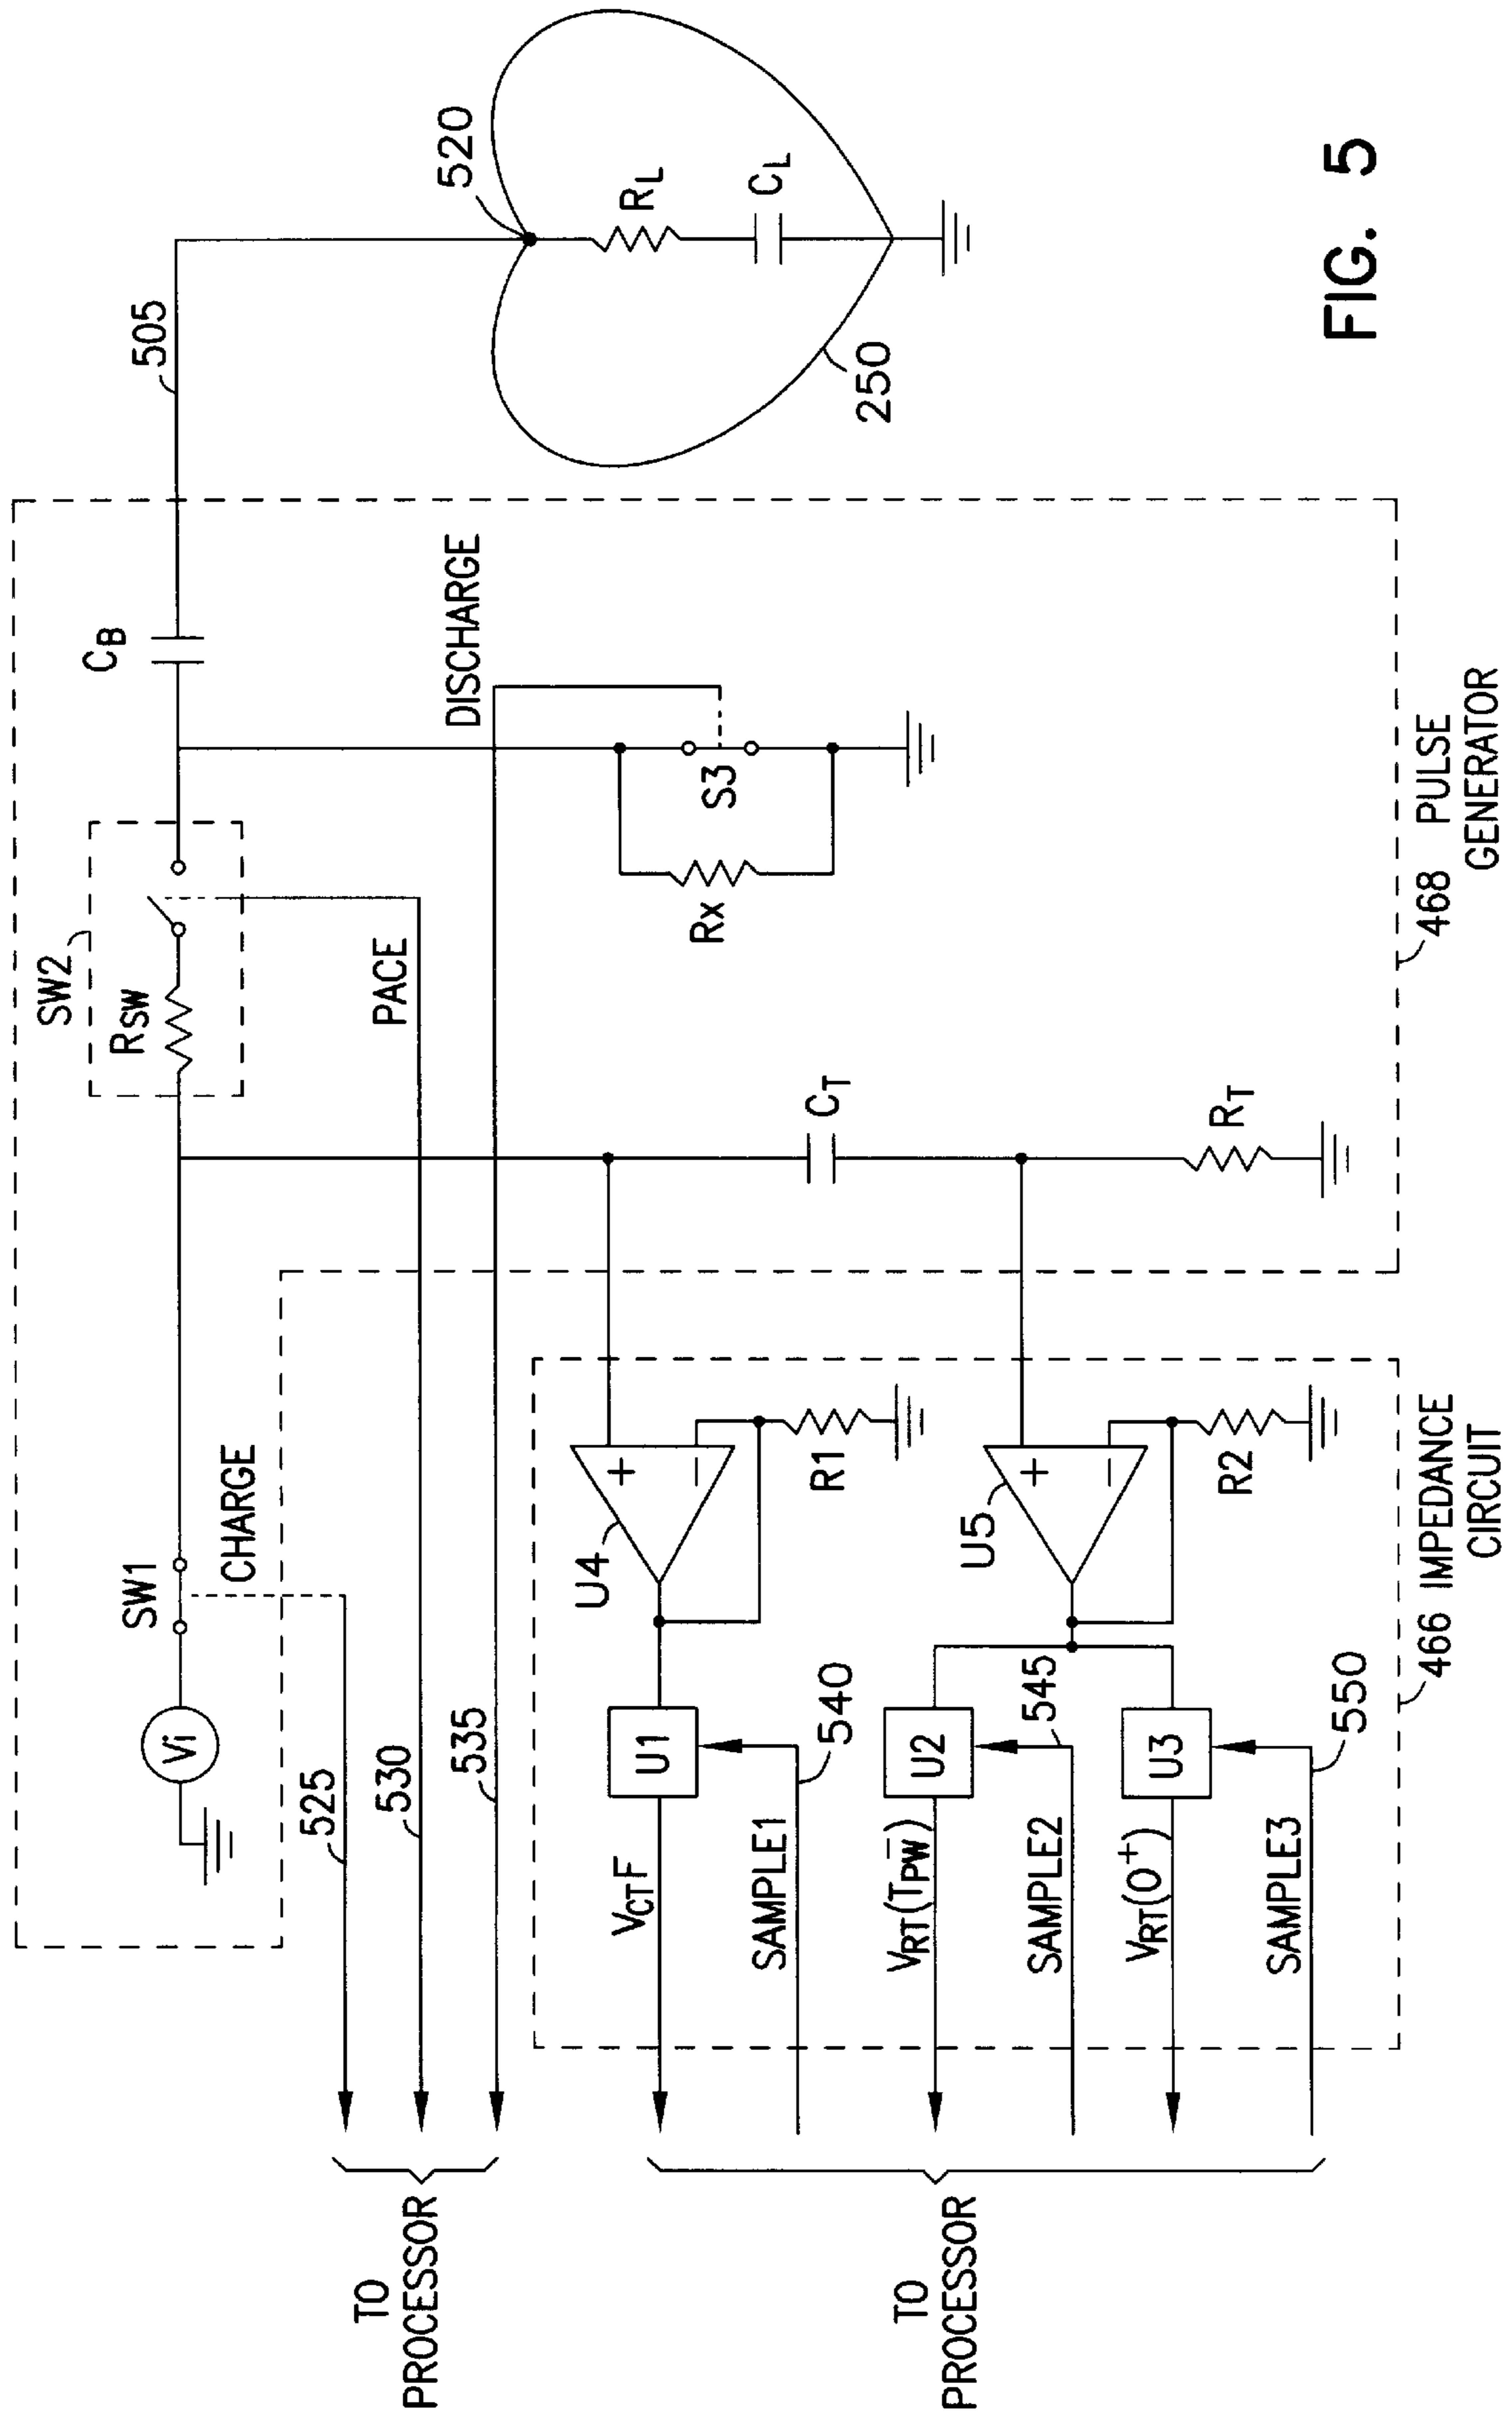 505
520
RL
CL
250
CB
DISCHARGE
S3
Rx
SW2
RSW
PACE
CT
RT
468 PULSE
GENERATOR
SW1
CHARGE
Vi
525
530
535
U4
+
−
R1
U5
+
−
R2
U1
540
VCTF
SAMPLE1
U2
545
VRT(TPW−)
SAMPLE2
U3
550
VRT(0+)
SAMPLE3
466 IMPEDANCE
CIRCUIT
TO
PROCESSOR
TO
PROCESSOR
FIG. 5